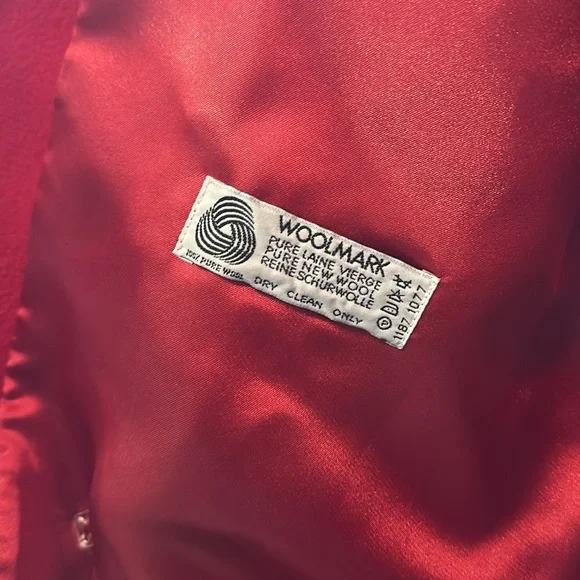 WOOLMARK
PURE LAINE VIERGE
PURE NEW WOOL
REINE SCHURWOLLE
100% PURE WOOL
DRY CLEAN ONLY
Ⓟ
1187 1077